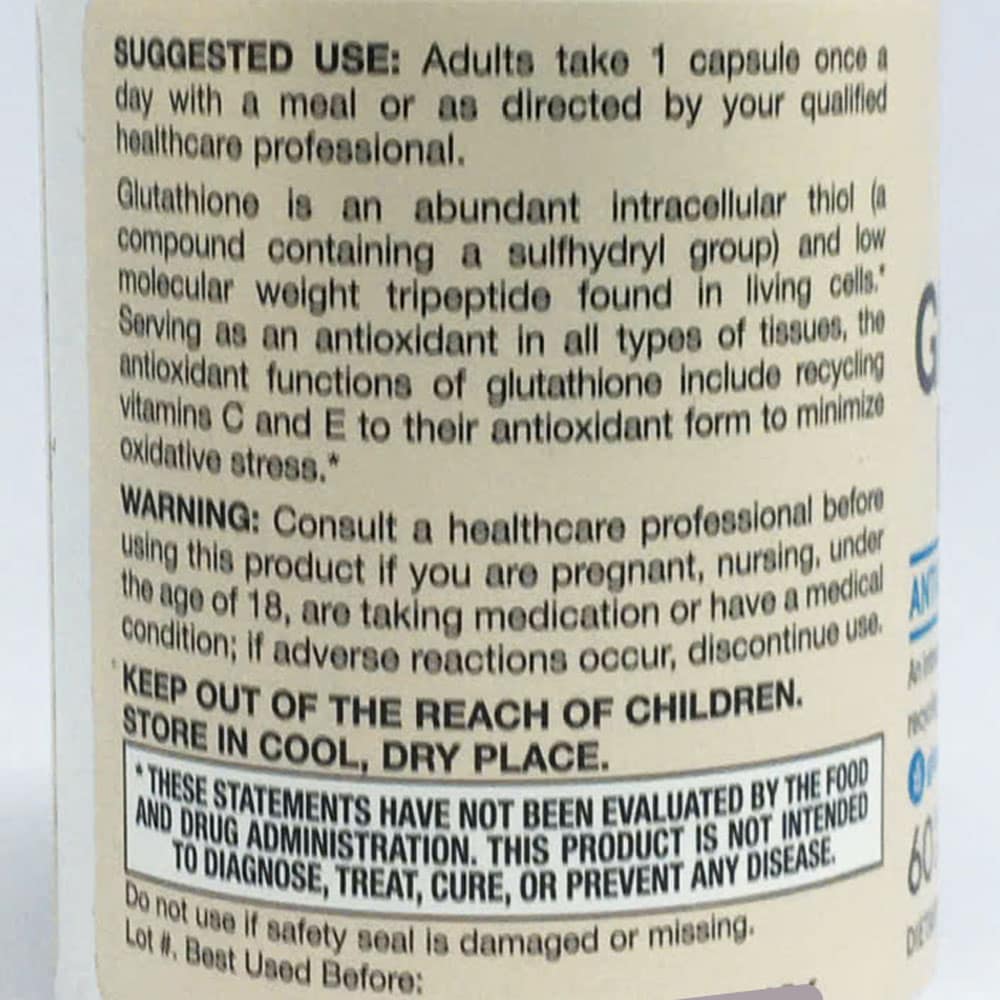 SUGGESTED USE: Adults take 1 capsule once a
day with a meal or as directed by your qualified
healthcare professional.
Glutathione is an abundant intracellular thiol (a
compound containing a sulfhydryl group) and low
molecular weight tripeptide found in living cells.*
Serving as an antioxidant in all types of tissues, the
antioxidant functions of glutathione include recycling
vitamins C and E to their antioxidant form to minimize
oxidative stress.*
WARNING: Consult a healthcare professional before
using this product if you are pregnant, nursing, under
the age of 18, are taking medication or have a medical
condition; if adverse reactions occur, discontinue use.
KEEP OUT OF THE REACH OF CHILDREN.
STORE IN COOL, DRY PLACE.
*THESE STATEMENTS HAVE NOT BEEN EVALUATED BY THE FOOD
AND DRUG ADMINISTRATION. THIS PRODUCT IS NOT INTENDED
TO DIAGNOSE, TREAT, CURE, OR PREVENT ANY DISEASE.
Do not use if safety seal is damaged or missing.
Lot #. Best Used Before:
G
ANT
60